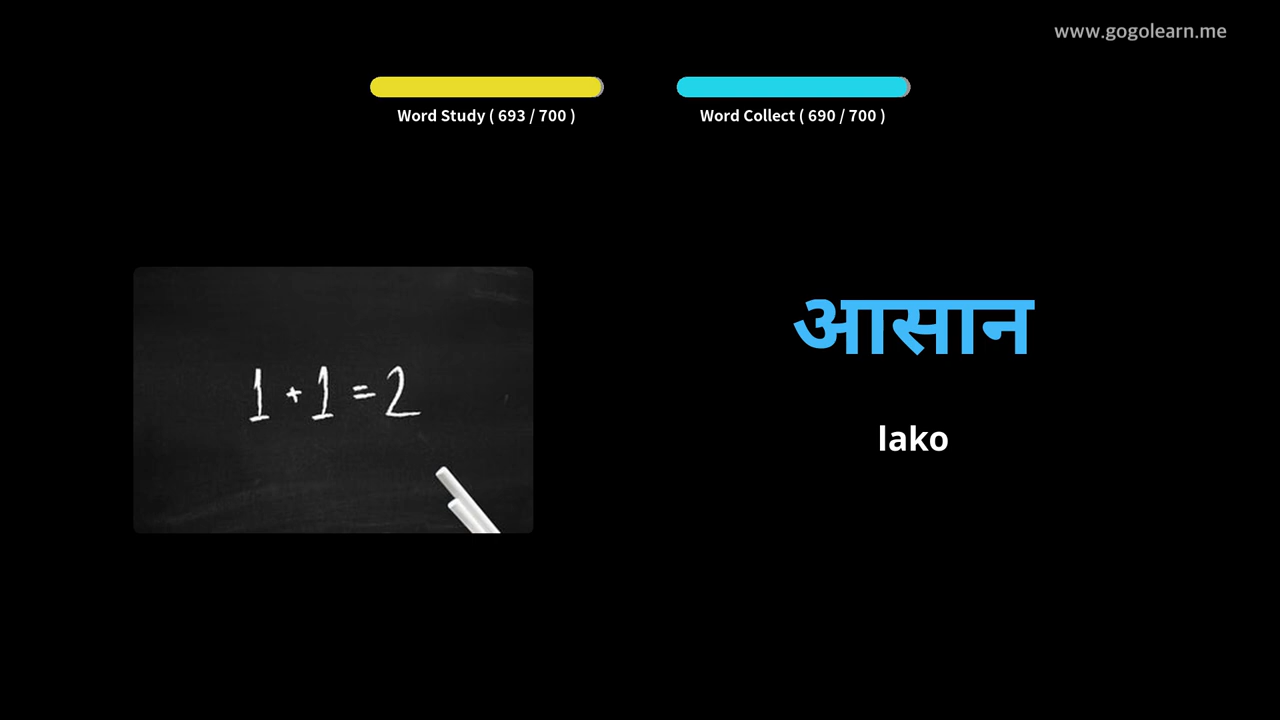 www.gogolearn.me
Word Study ( 693 / 700 )
Word Collect ( 690 / 700 )
1 + 1 = 2
आसान
lako